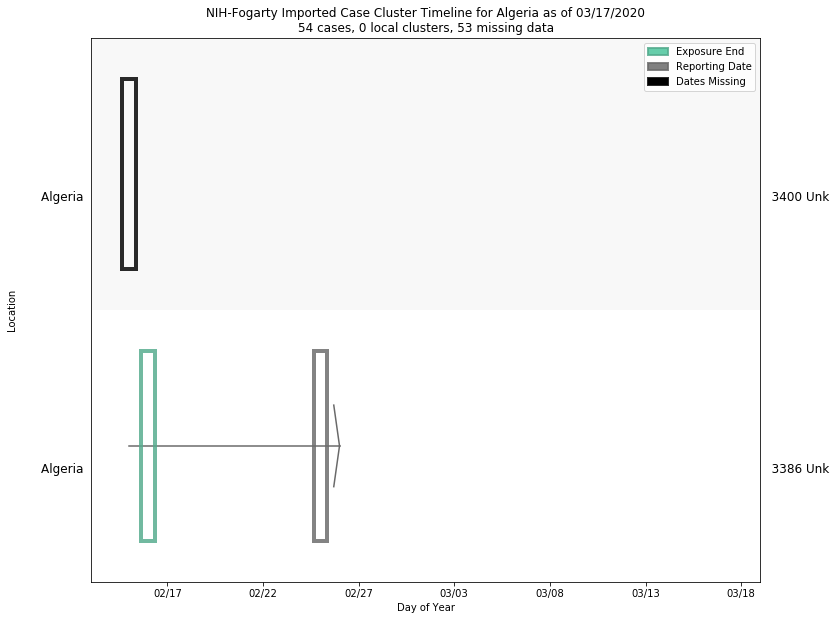 NIH-Fogarty Imported Case Cluster Timeline for Algeria as of 03/17/2020
54 cases, 0 local clusters, 53 missing data
Exposure End
Reporting Date
Dates Missing
Algeria
3400 Unk
Location
Algeria
3386 Unk
02/17 02/22 02/27 03/03 03/08 03/13 03/18
Day of Year